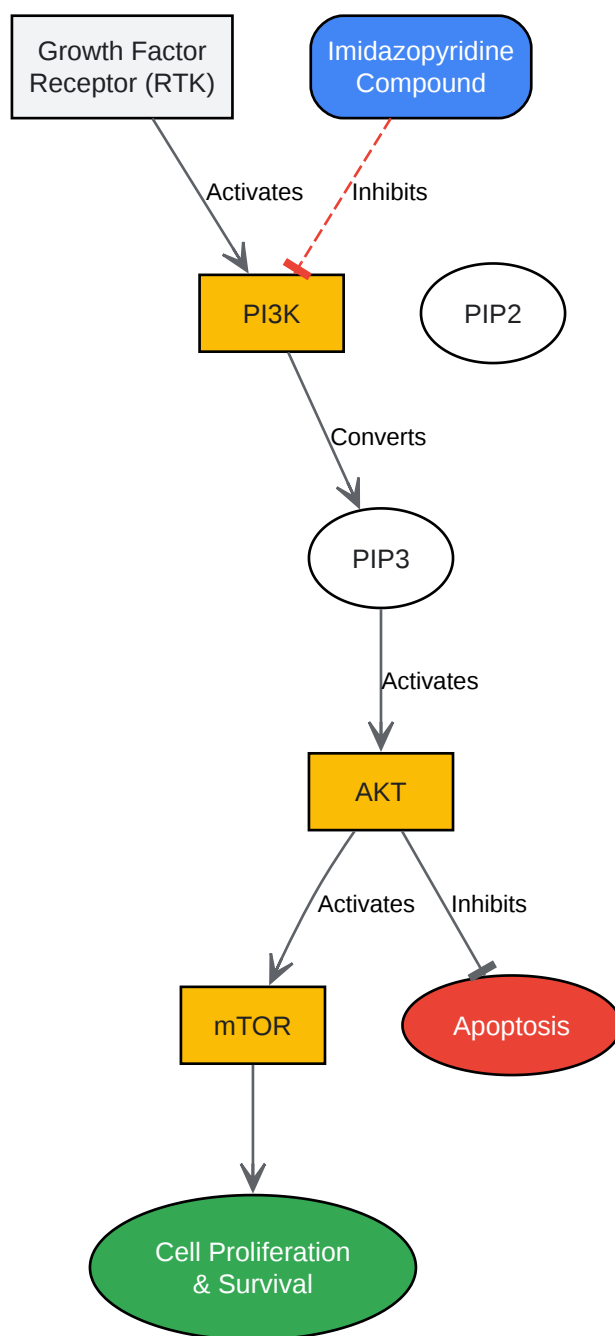 Growth Factor
Receptor (RTK)
Imidazopyridine
Compound
Activates
Inhibits
PI3K
PIP2
Converts
PIP3
Activates
AKT
Activates
Inhibits
mTOR
Apoptosis
Cell Proliferation
& Survival